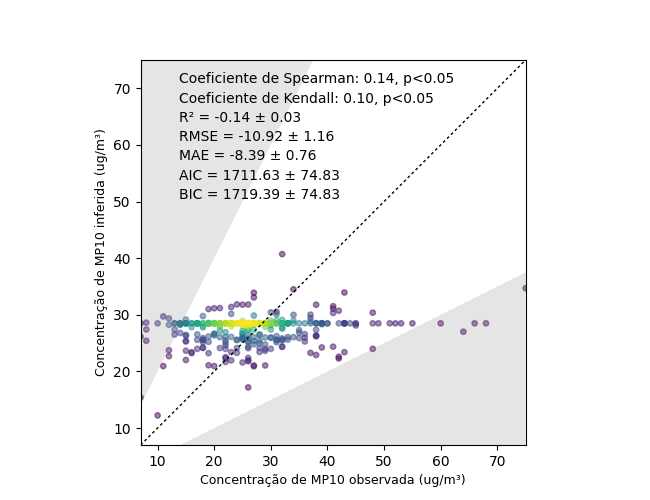 Coeficiente de Spearman: 0.14, p<0.05
Coeficiente de Kendall: 0.10, p<0.05
R² = -0.14 ± 0.03
RMSE = -10.92 ± 1.16
MAE = -8.39 ± 0.76
AIC = 1711.63 ± 74.83
BIC = 1719.39 ± 74.83
Concentração de MP10 inferida (ug/m³)
70
60
50
40
30
20
10
10 20 30 40 50 60 70
Concentração de MP10 observada (ug/m³)